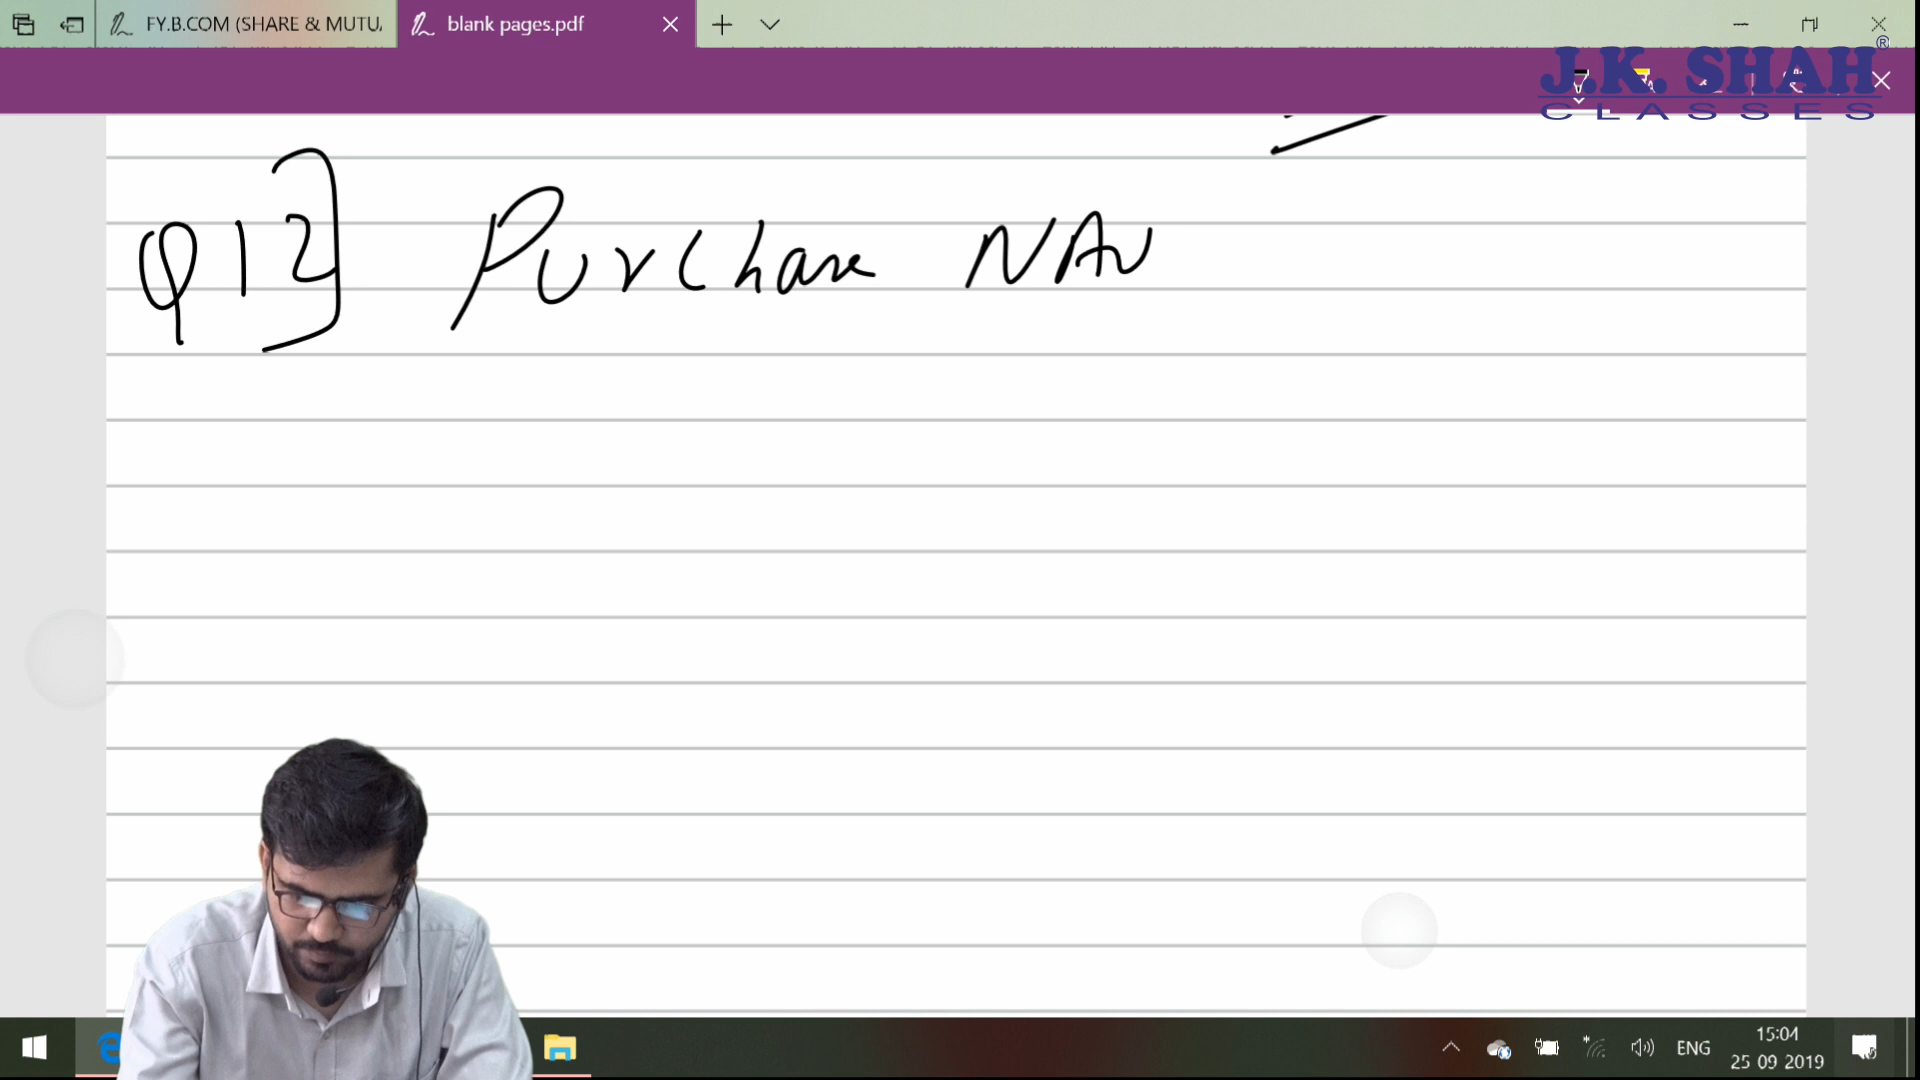 FY.B.COM (SHARE & MUTU
blank pages.pdf
J.K. SHAH®
CLASSES
Q12] Purchase NAV
ENG
15:04
25-09-2019